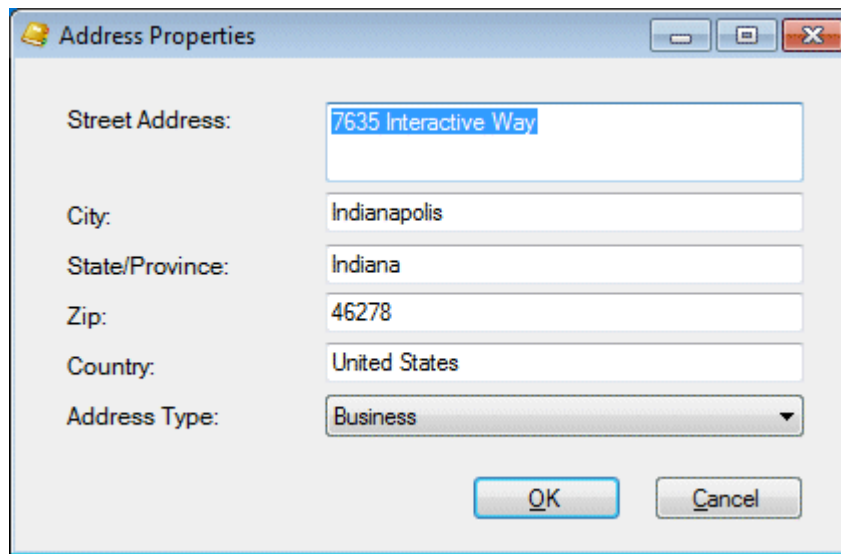 Address Properties
Street Address: 7635 Interactive Way
City: Indianapolis
State/Province: Indiana
Zip: 46278
Country: United States
Address Type: Business
OK Cancel